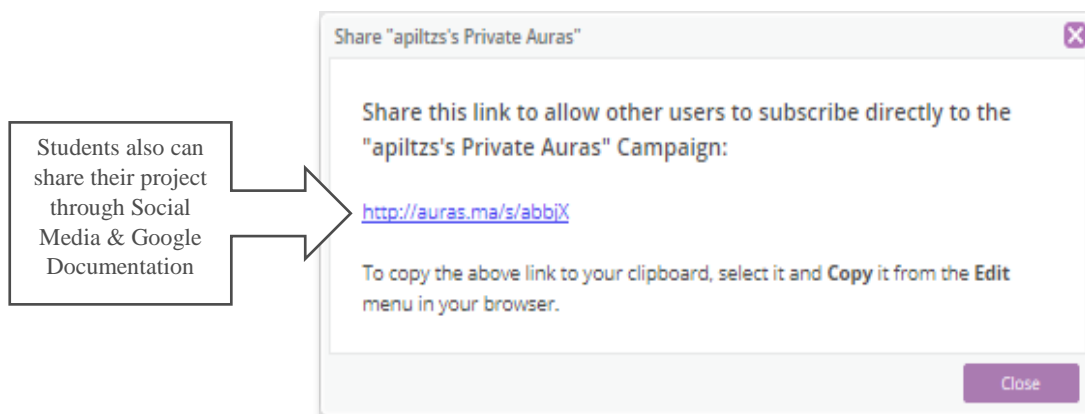 Share "apiltzs's Private Auras"
Share this link to allow other users to subscribe directly to the
"apiltzs's Private Auras" Campaign:
Students also can
share their project
through Social
Media & Google
Documentation
http://auras.ma/s/abbjX
To copy the above link to your clipboard, select it and Copy it from the Edit
menu in your browser.
Close